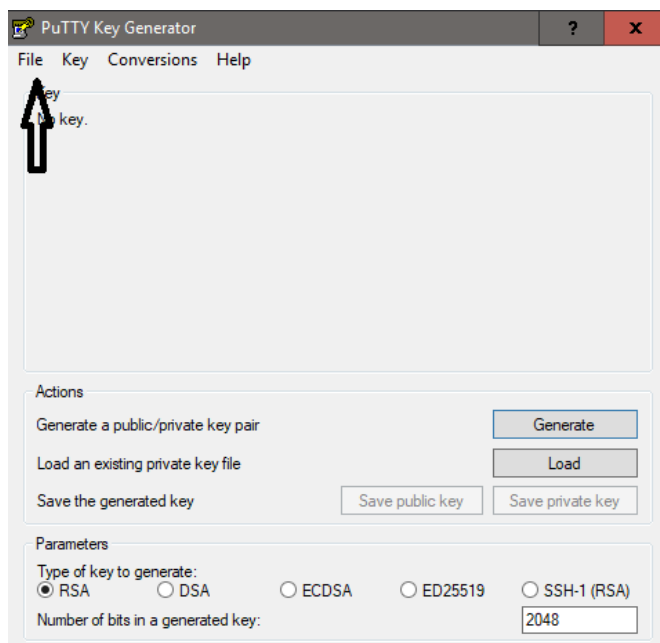 PuTTY Key Generator
?
x
File Key Conversions Help
Key
No key.
Actions
Generate a public/private key pair
Generate
Load an existing private key file
Load
Save the generated key
Save public key
Save private key
Parameters
Type of key to generate:
RSA DSA ECDSA ED25519 SSH-1 (RSA)
Number of bits in a generated key:
2048